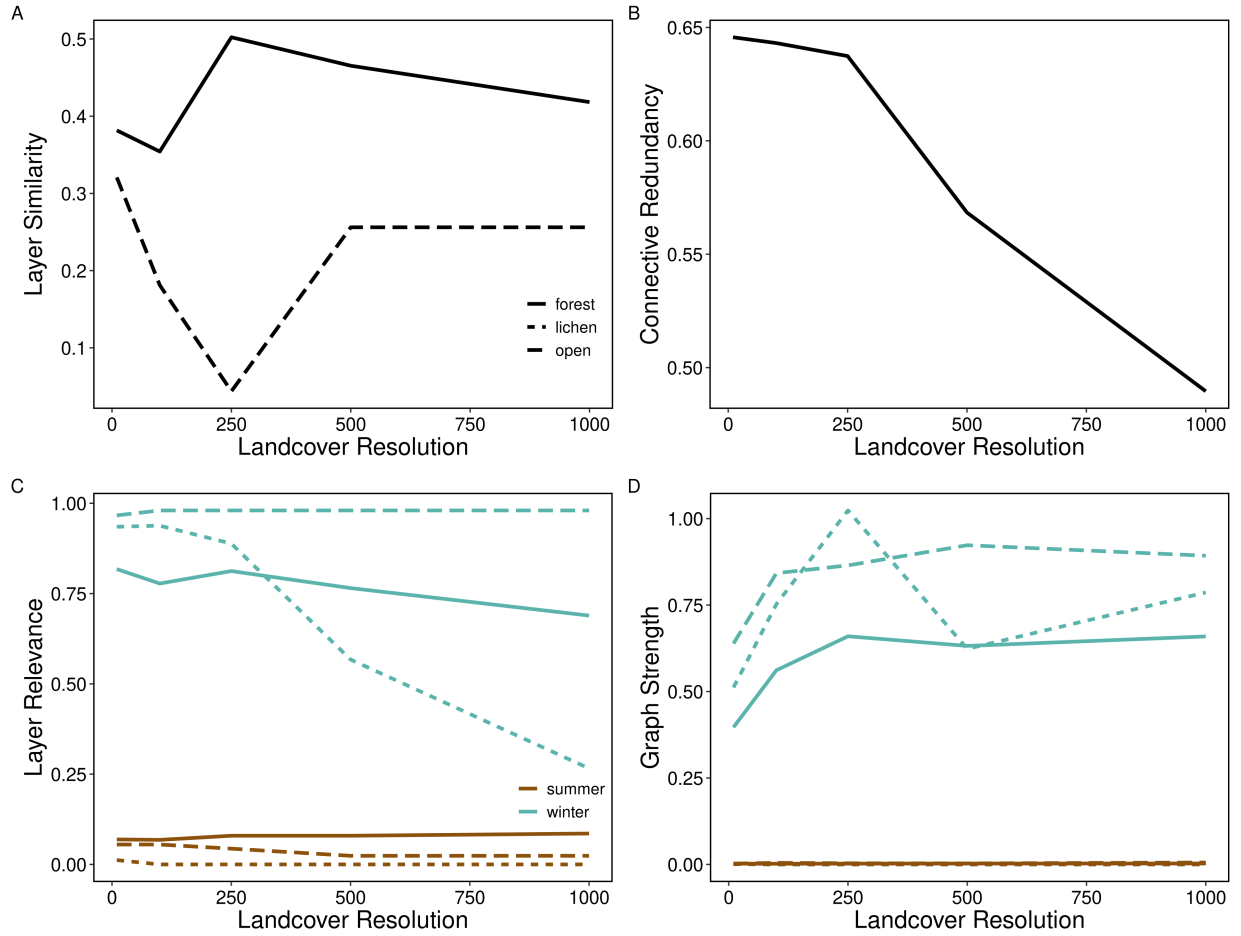 A
0.5
0.4
0.3
0.2
0.1
Layer Similarity
forest
lichen
open
0 250 500 750 1000
Landcover Resolution
B
0.65
0.60
0.55
0.50
Connective Redundancy
0 250 500 750 1000
Landcover Resolution
C
1.00
0.75
0.50
0.25
0.00
Layer Relevance
summer
winter
0 250 500 750 1000
Landcover Resolution
D
1.00
0.75
0.50
0.25
0.00
Graph Strength
0 250 500 750 1000
Landcover Resolution